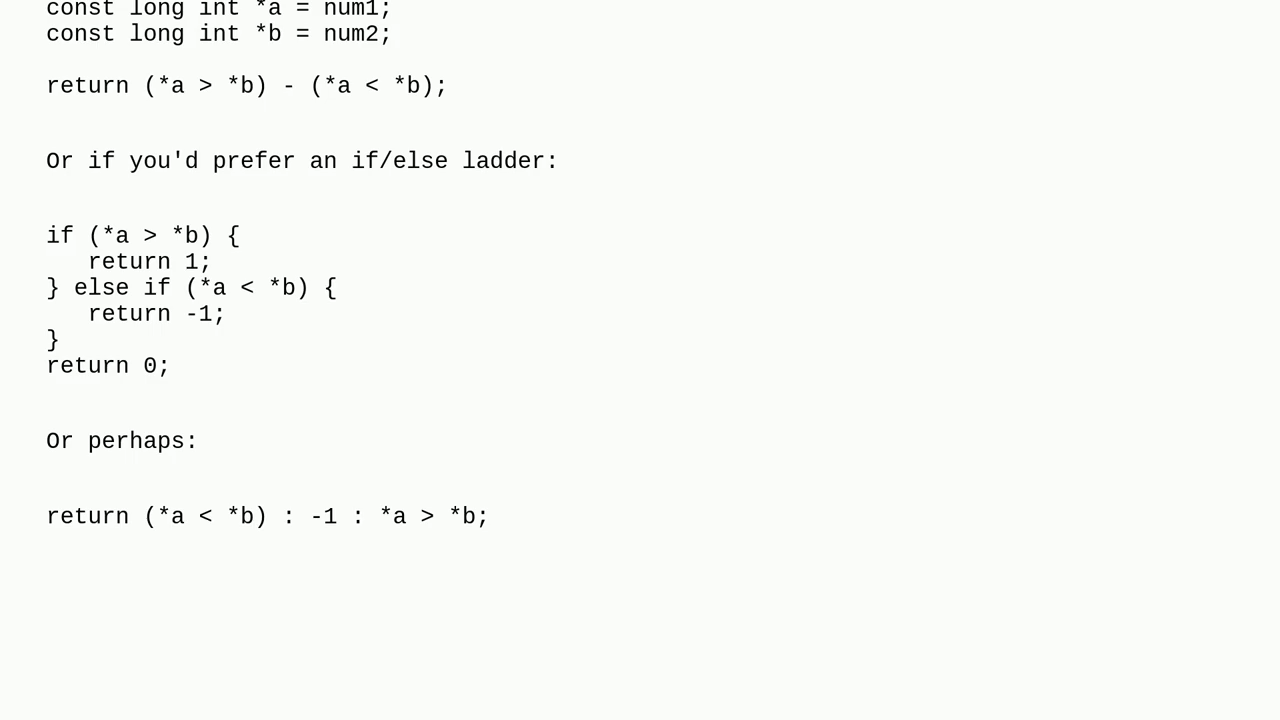 const long int *a = num1;
const long int *b = num2;
return (*a > *b) - (*a < *b);
Or if you'd prefer an if/else ladder:
if (*a > *b) {
   return 1;
} else if (*a < *b) {
   return -1;
}
return 0;
Or perhaps:
return (*a < *b) : -1 : *a > *b;